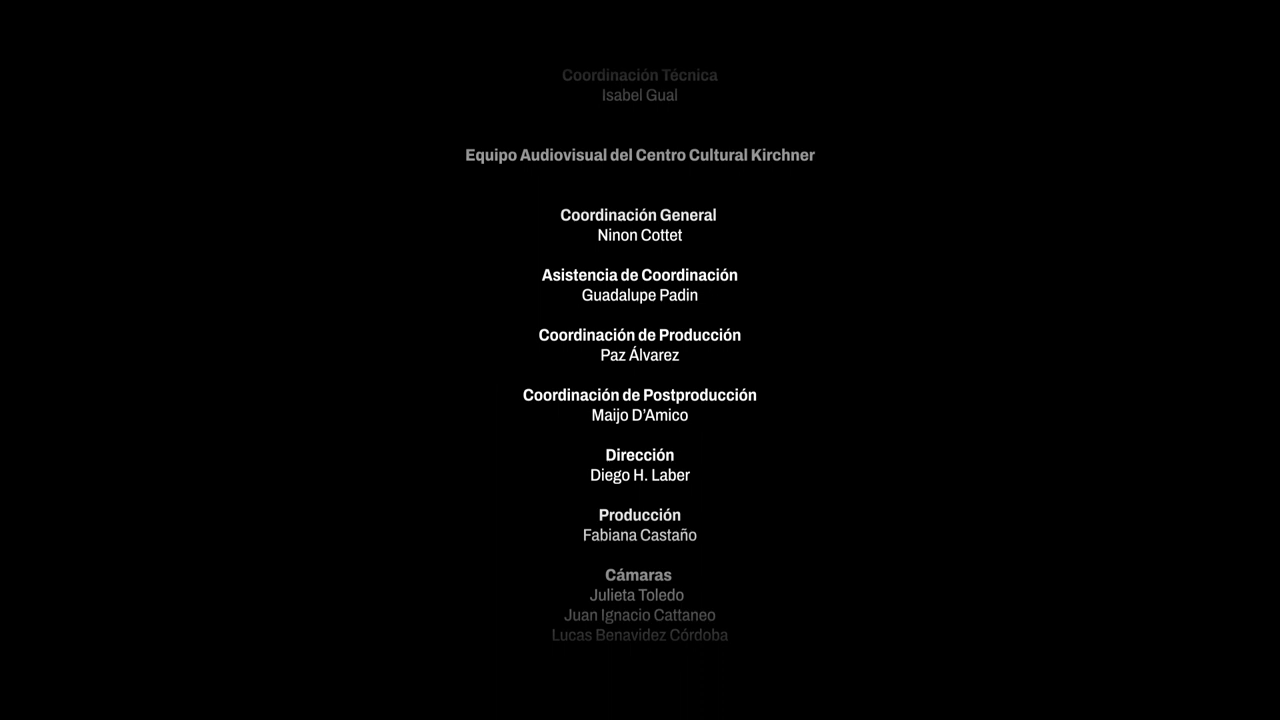 Coordinación Técnica
Isabel Gual
Equipo Audiovisual del Centro Cultural Kirchner
Coordinación General
Ninon Cottet
Asistencia de Coordinación
Guadalupe Padin
Coordinación de Producción
Paz Álvarez
Coordinación de Postproducción
Maijo D'Amico
Dirección
Diego H. Laber
Producción
Fabiana Castaño
Cámaras
Julieta Toledo
Juan Ignacio Cattaneo
Lucas Benavidez Córdoba